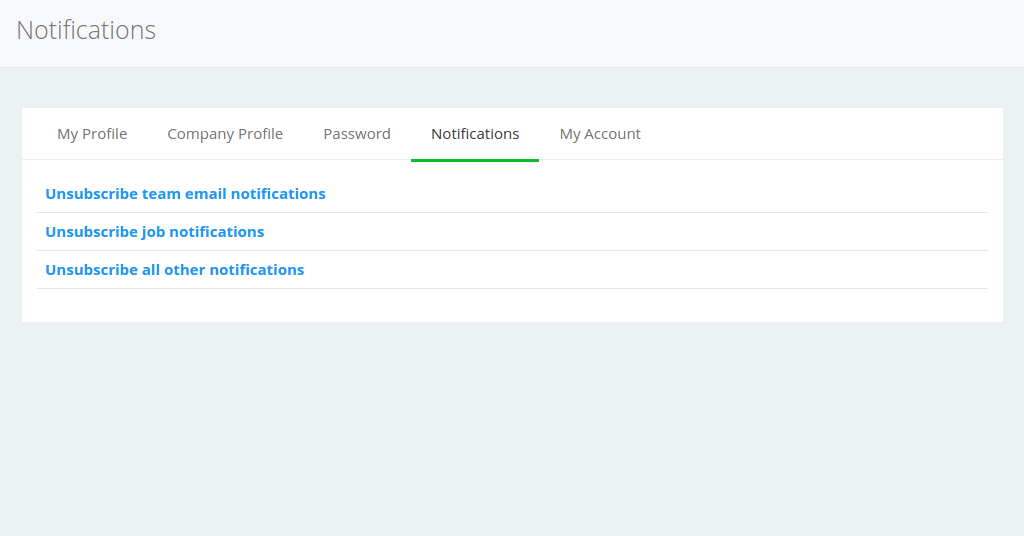 Notifications
My Profile Company Profile Password Notifications My Account
Unsubscribe team email notifications
Unsubscribe job notifications
Unsubscribe all other notifications